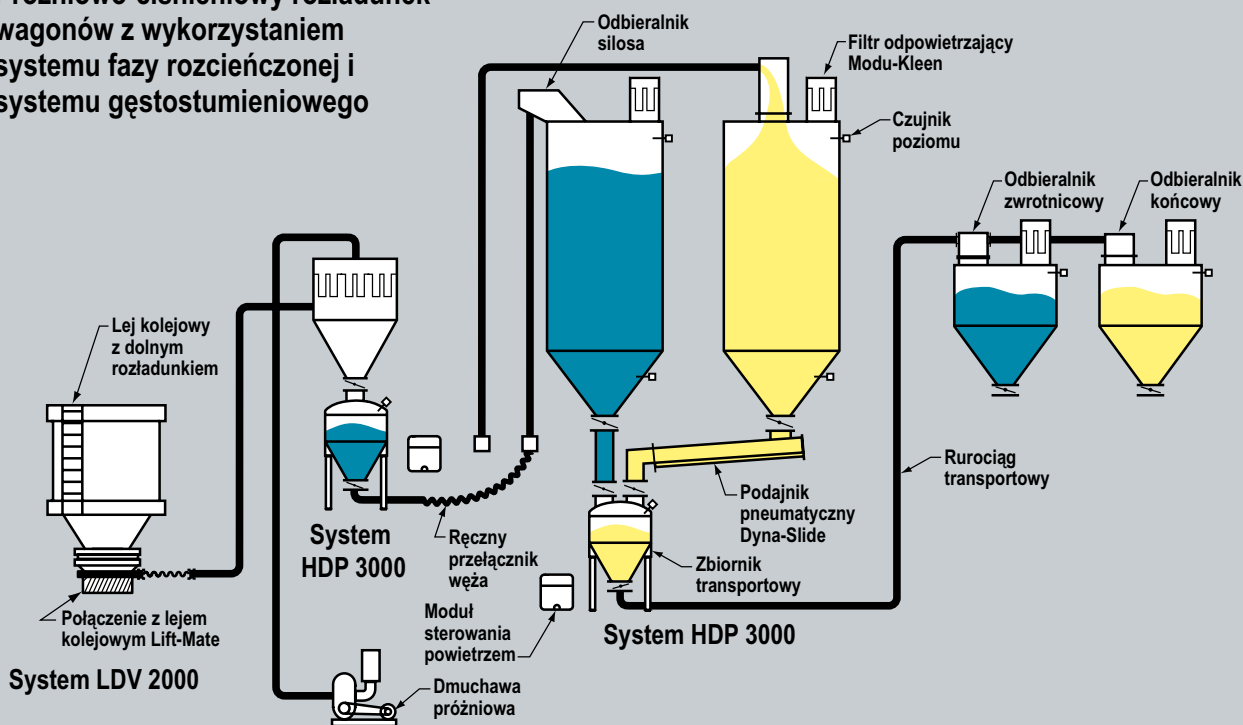 wagonów z wykorzystaniem
systemu fazy rozcieńczonej i
systemu gęstostumieniowego
Odbieralnik
silosa
Filtr odpowietrzający
Modu-Kleen
Czujnik
poziomu
Odbieralnik
zwrotnicowy
Odbieralnik
końcowy
Lej kolejowy
z dolnym
rozładunkiem
Rurociąg
transportowy
Podajnik
pneumatyczny
Dyna-Slide
System
HDP 3000
Ręczny
przełącznik
węża
Zbiornik
transportowy
Połączenie z lejem
kolejowym Lift-Mate
Moduł
sterowania
powietrzem
System HDP 3000
System LDV 2000
Dmuchawa
próżniowa